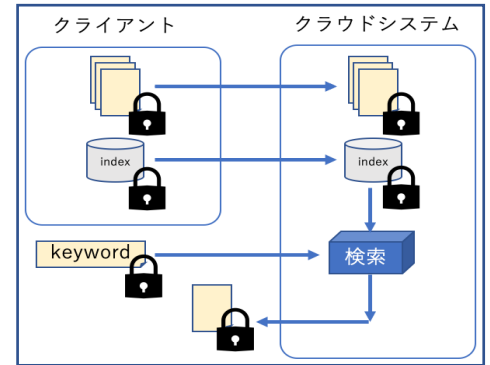 クライアント
クラウドシステム
index
index
keyword
検索